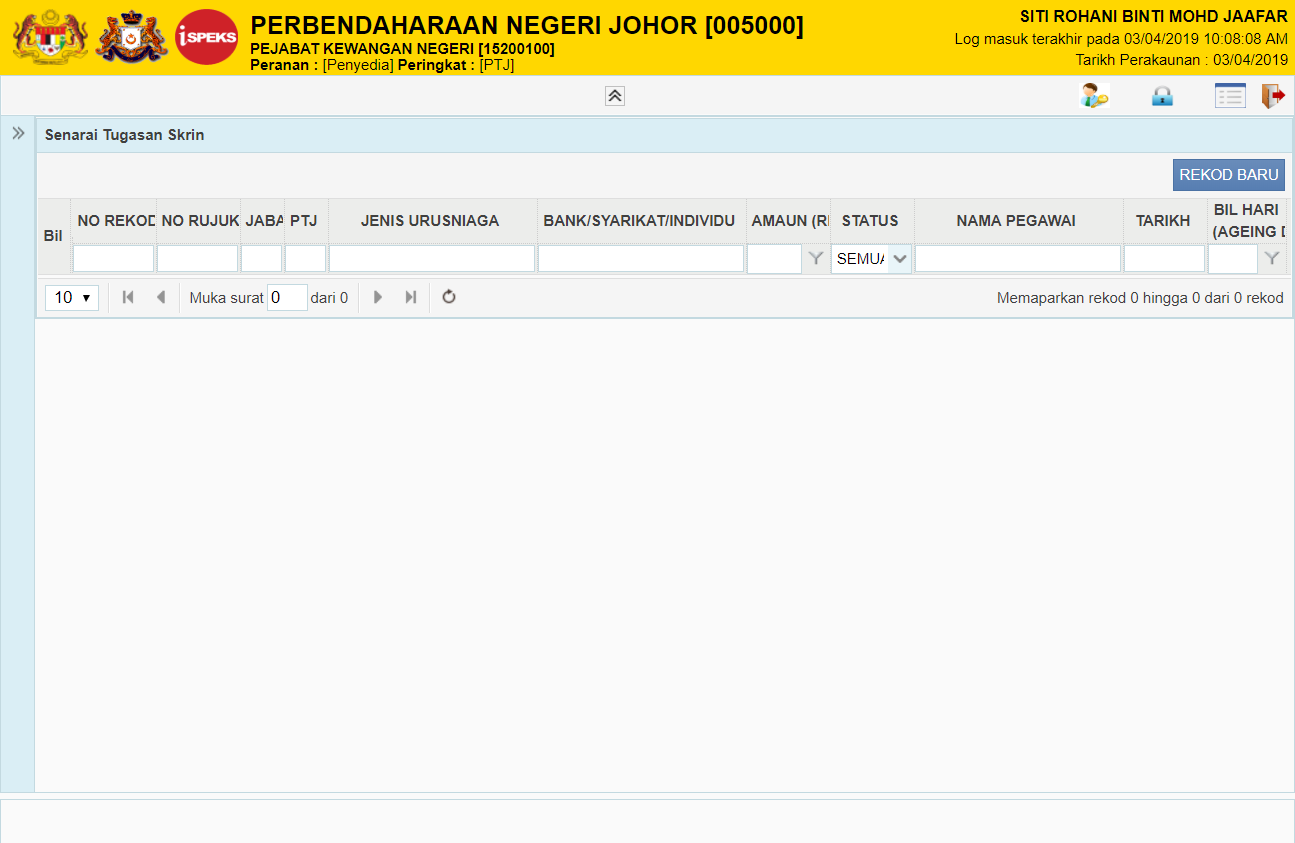 iSPEKS
PERBENDAHARAAN NEGERI JOHOR [005000]
PEJABAT KEWANGAN NEGERI [15200100]
Peranan : [Penyedia] Peringkat : [PTJ]
SITI ROHANI BINTI MOHD JAAFAR
Log masuk terakhir pada 03/04/2019 10:08:08 AM
Tarikh Perakaunan : 03/04/2019
Senarai Tugasan Skrin
REKOD BARU
Bil NO REKOD NO RUJUK JABA PTJ JENIS URUSNIAGA BANK/SYARIKAT/INDIVIDU AMAUN (R STATUS NAMA PEGAWAI TARIKH BIL HARI
(AGEING D
SEMUA
10 Muka surat 0 dari 0 Memaparkan rekod 0 hingga 0 dari 0 rekod